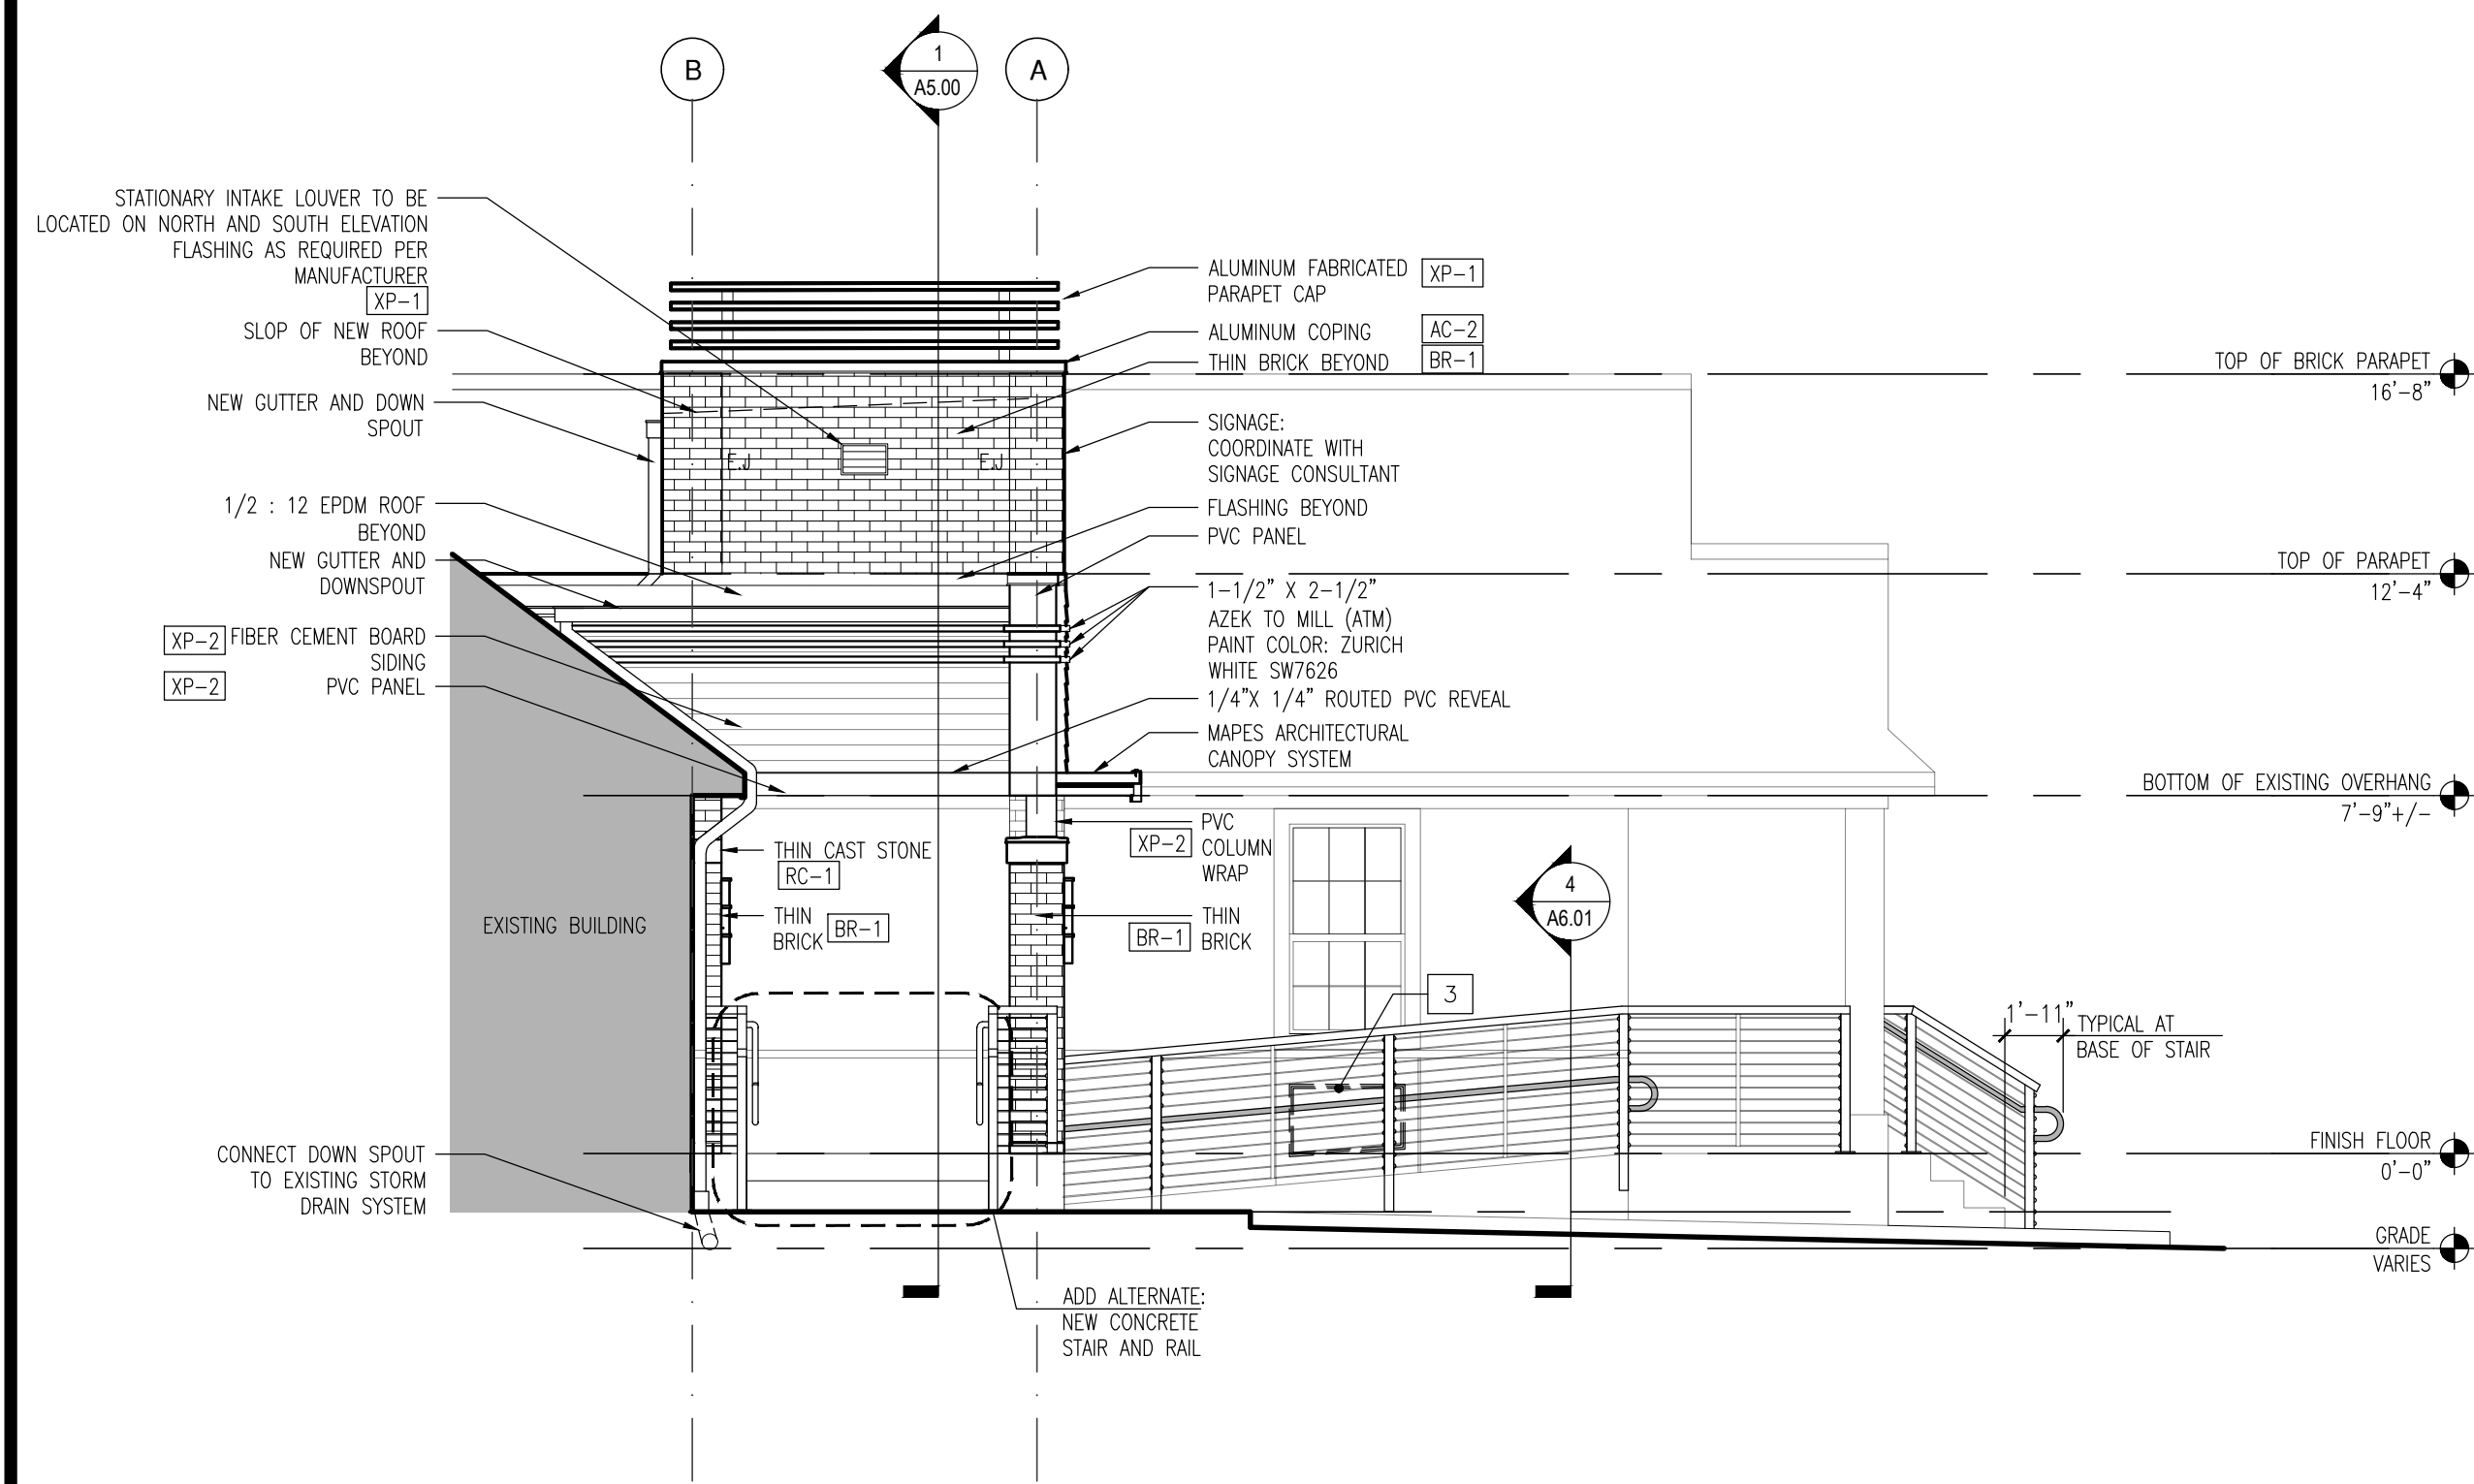 B
1
A5.00
A
STATIONARY INTAKE LOUVER TO BE
LOCATED ON NORTH AND SOUTH ELEVATION
FLASHING AS REQUIRED PER
MANUFACTURER
XP-1
SLOP OF NEW ROOF
BEYOND
NEW GUTTER AND DOWN
SPOUT
1/2 : 12 EPDM ROOF
BEYOND
NEW GUTTER AND
DOWNSPOUT
XP-2 FIBER CEMENT BOARD
SIDING
XP-2 PVC PANEL
EXISTING BUILDING
CONNECT DOWN SPOUT
TO EXISTING STORM
DRAIN SYSTEM
E.J
E.J
ALUMINUM FABRICATED XP-1
PARAPET CAP
ALUMINUM COPING AC-2
THIN BRICK BEYOND BR-1
SIGNAGE:
COORDINATE WITH
SIGNAGE CONSULTANT
FLASHING BEYOND
PVC PANEL
1-1/2" X 2-1/2"
AZEK TO MILL (ATM)
PAINT COLOR: ZURICH
WHITE SW7626
1/4"X 1/4" ROUTED PVC REVEAL
MAPES ARCHITECTURAL
CANOPY SYSTEM
THIN CAST STONE
RC-1
THIN
BRICK BR-1
PVC
XP-2 COLUMN
WRAP
THIN
BR-1 BRICK
4
A6.01
3
1'-11" TYPICAL AT
BASE OF STAIR
ADD ALTERNATE:
NEW CONCRETE
STAIR AND RAIL
TOP OF BRICK PARAPET
16'-8"
TOP OF PARAPET
12'-4"
BOTTOM OF EXISTING OVERHANG
7'-9"+/-
FINISH FLOOR
0'-0"
GRADE
VARIES